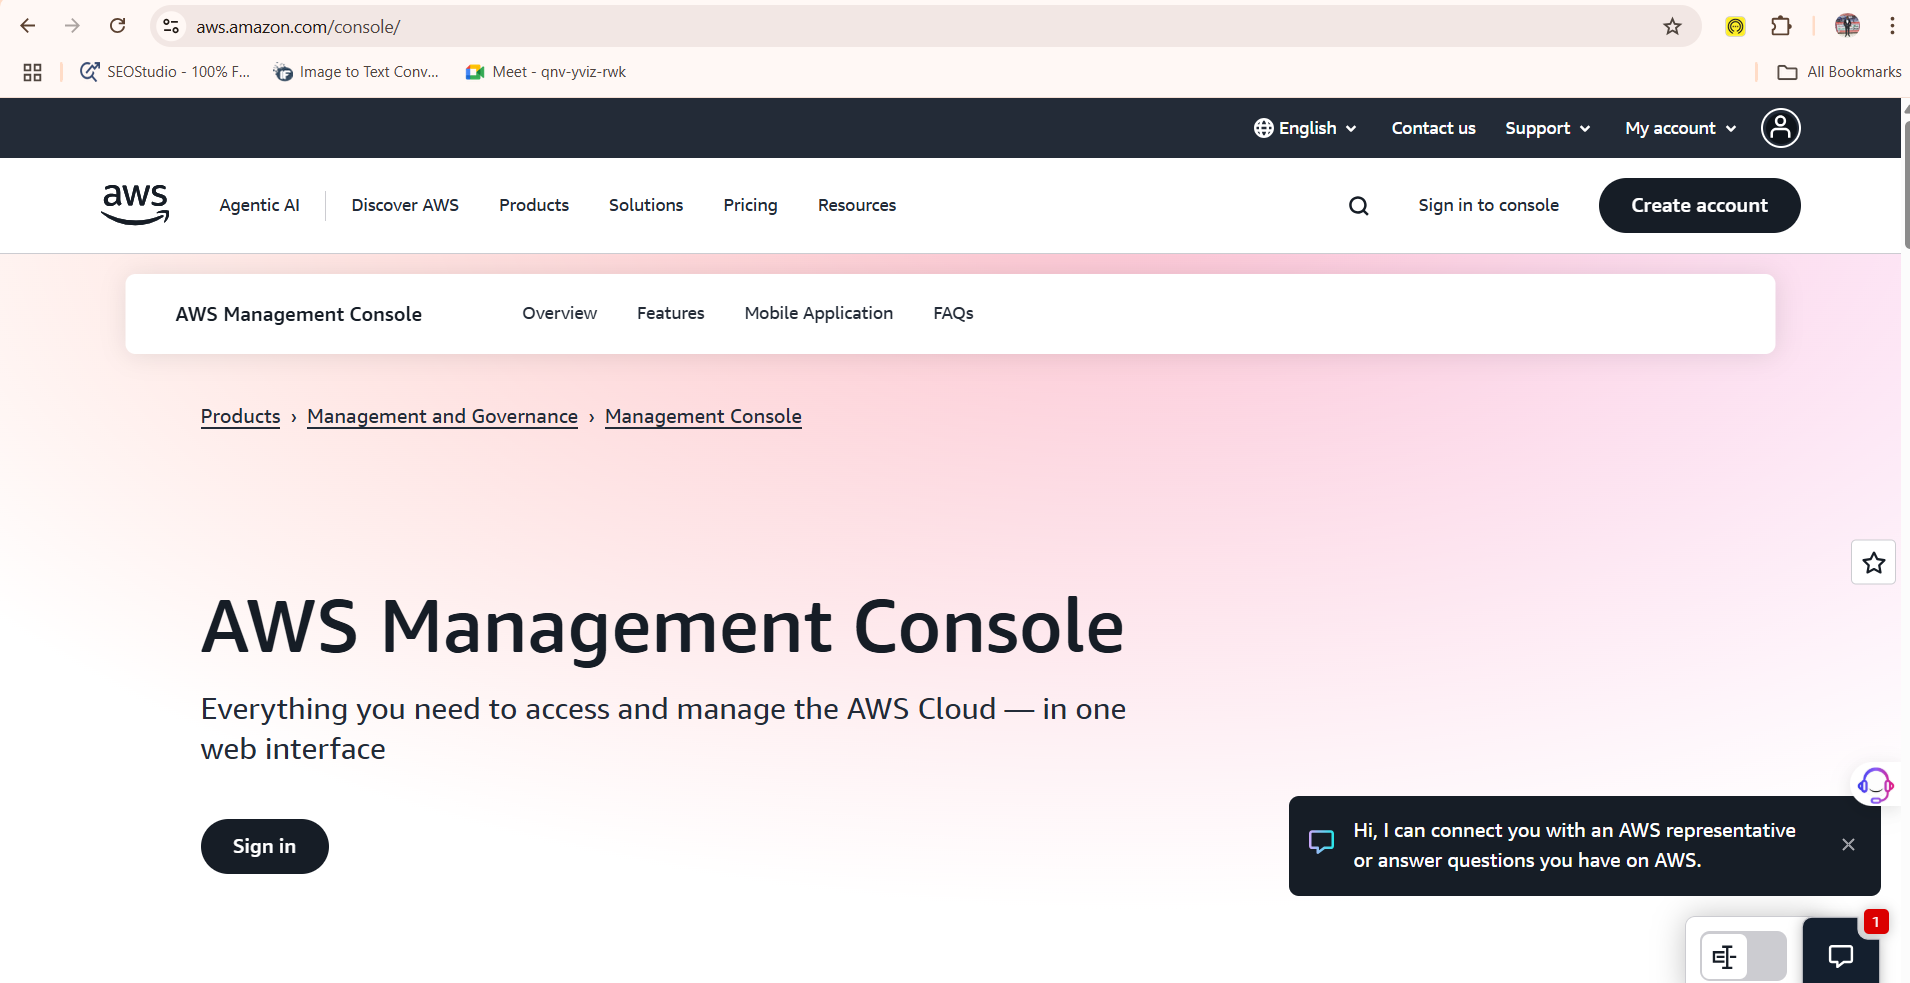 aws.amazon.com/console/
SEOStudio - 100% F...
Image to Text Conv...
Meet - qnv-yviz-rwk
All Bookmarks
English
Contact us
Support
My account
aws
Agentic AI
Discover AWS
Products
Solutions
Pricing
Resources
Sign in to console
Create account
AWS Management Console
Overview
Features
Mobile Application
FAQs
Products › Management and Governance › Management Console
AWS Management Console
Everything you need to access and manage the AWS Cloud — in one
web interface
Sign in
Hi, I can connect you with an AWS representative
or answer questions you have on AWS.
1